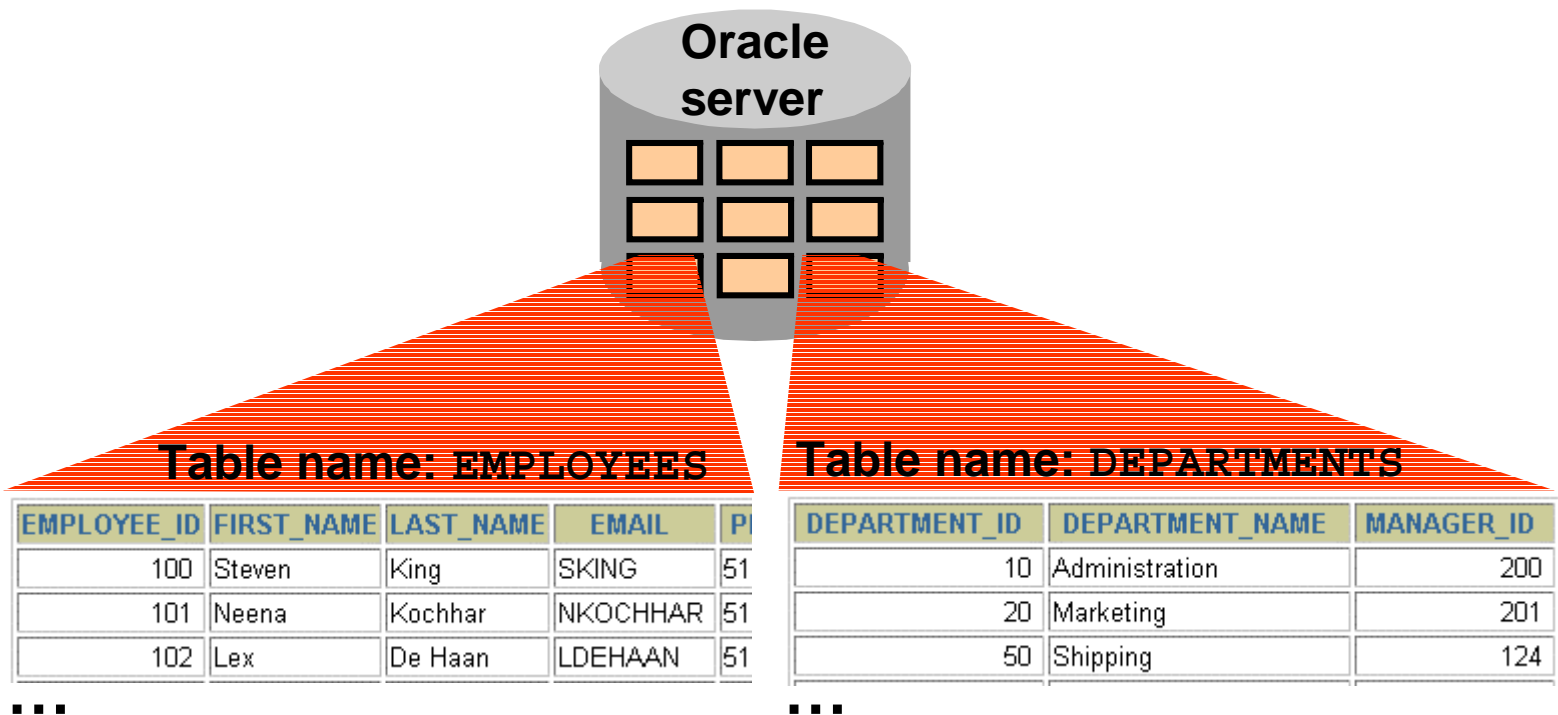 Oracle
server
Table name: EMPLOYEES
EMPLOYEE_ID FIRST_NAME LAST_NAME EMAIL
100 Steven King SKING 51
101 Neena Kochhar NKOCHHAR 51
102 Lex De Haan LDEHAAN 51
...
Table name: DEPARTMENTS
DEPARTMENT_ID DEPARTMENT_NAME MANAGER_ID
10 Administration 200
20 Marketing 201
50 Shipping 124
...